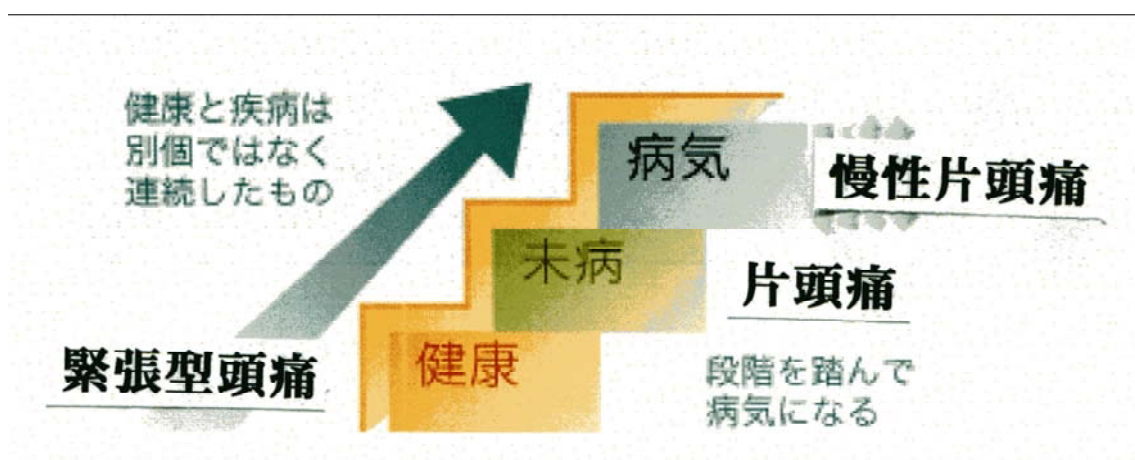 健康と疾病は
別個ではなく
連続したもの
病気
慢性片頭痛
未病
片頭痛
緊張型頭痛
健康
段階を踏んで
病気になる